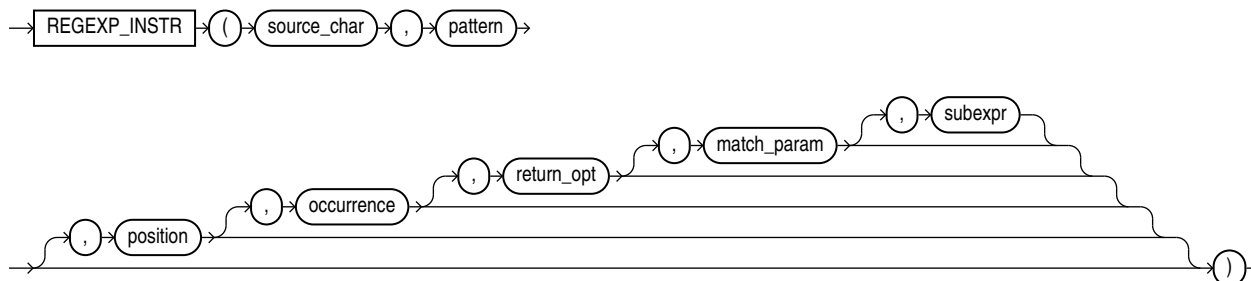 REGEXP_INSTR ( source_char , pattern
, subexpr
, match_param
, return_opt
, occurrence
, position
)